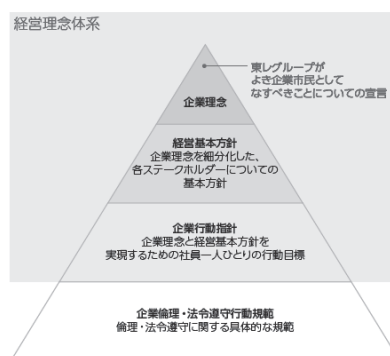 経営理念体系
東レグループが
よき企業市民として
なすべきことについての宣言
企業理念
経営基本方針
企業理念を細分化した、
各ステークホルダーについての
基本方針
企業行動指針
企業理念と経営基本方針を
実現するための社員一人ひとりの行動目標
企業倫理・法令遵守行動規範
倫理・法令遵守に関する具体的な規範